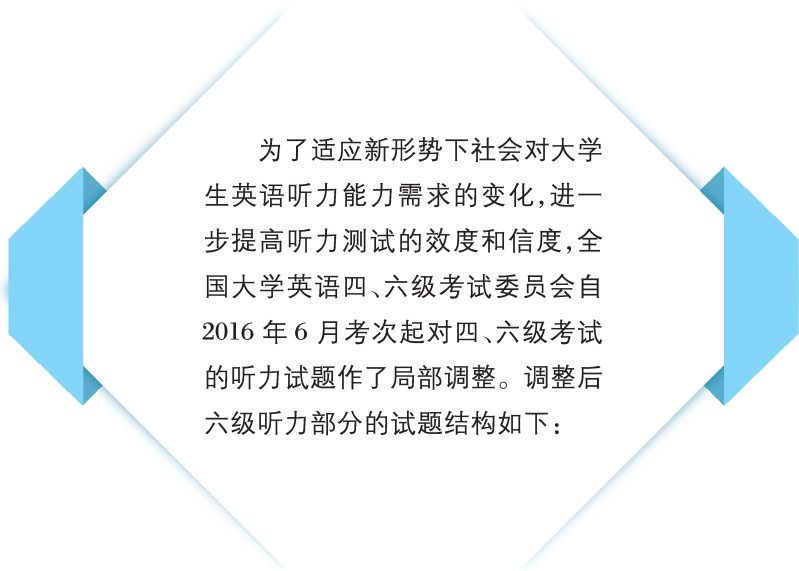 为了适应新形势下社会对大学
生英语听力能力需求的变化,进一
步提高听力测试的效度和信度,全
国大学英语四、六级考试委员会自
2016 年 6 月考次起对四、六级考试
的听力试题作了局部调整。调整后
六级听力部分的试题结构如下：